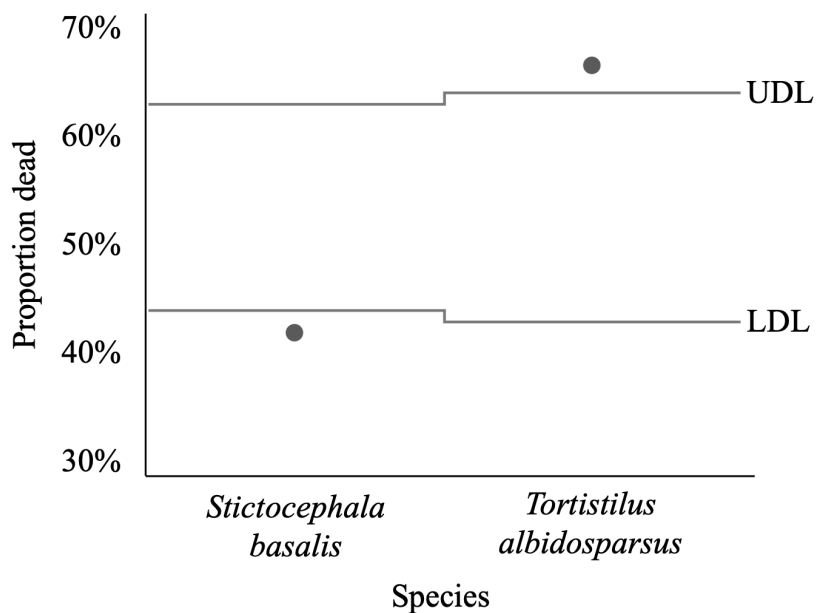 70%
60%
50%
40%
30%
Proportion dead
UDL
LDL
Stictocephala
basalis
Tortistilus
albidosparsus
Species